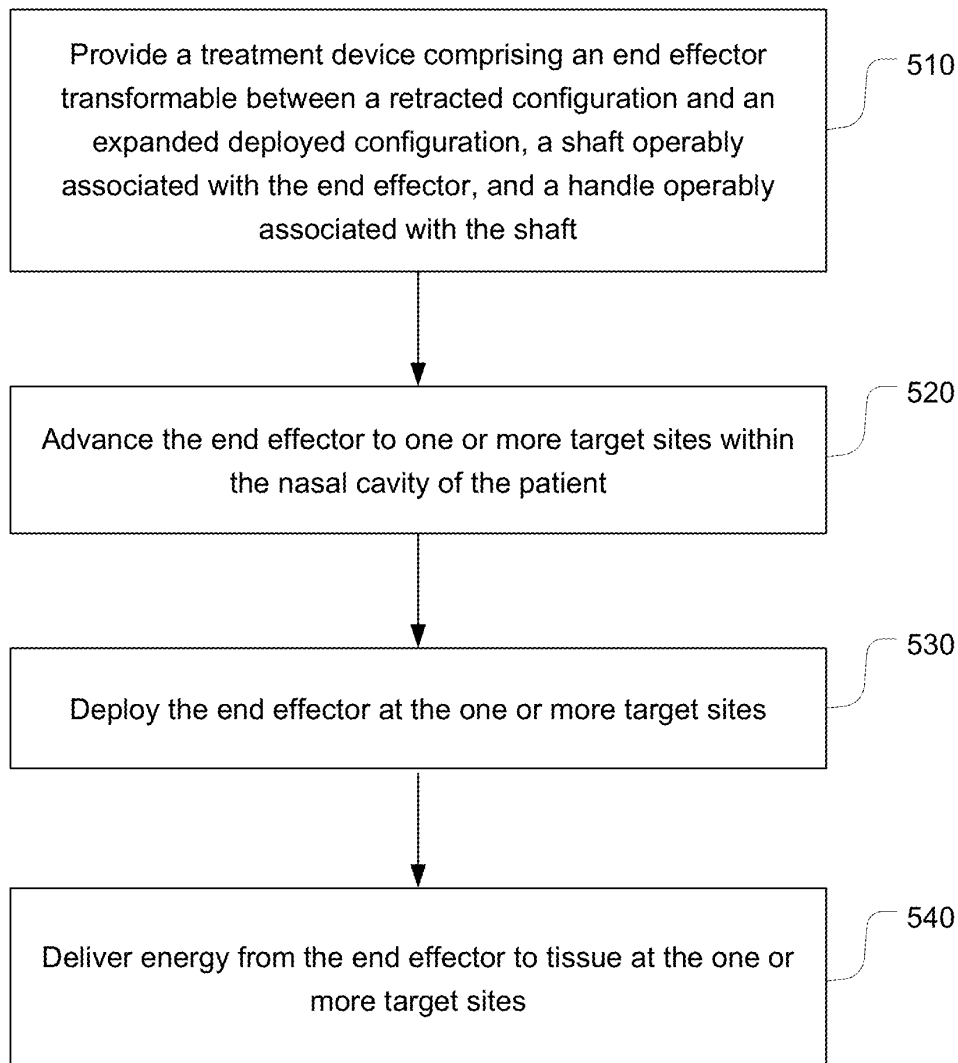 Provide a treatment device comprising an end effector
transformable between a retracted configuration and an
expanded deployed configuration, a shaft operably
associated with the end effector, and a handle operably
associated with the shaft
510
Advance the end effector to one or more target sites within
the nasal cavity of the patient
520
Deploy the end effector at the one or more target sites
530
Deliver energy from the end effector to tissue at the one or
more target sites
540